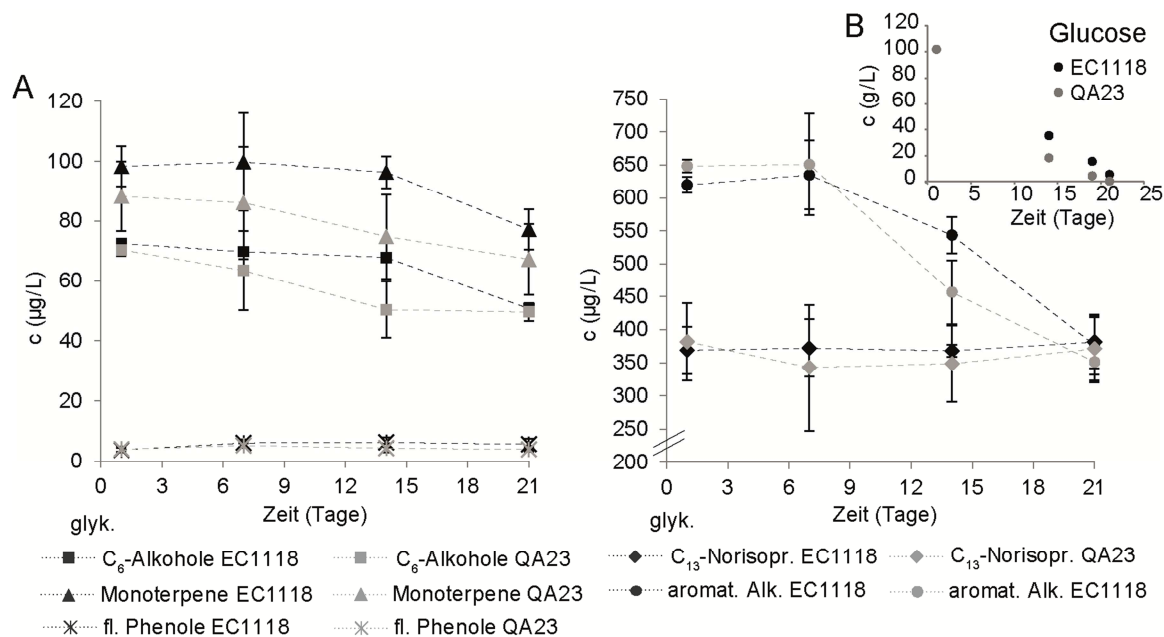 A
120
100
80
60
40
20
0
c (µg/L)
0 3 6 9 12 15 18 21
Zeit (Tage)
glyk.
C6-Alkohole EC1118
C6-Alkohole QA23
Monoterpene EC1118
Monoterpene QA23
fl. Phenole EC1118
fl. Phenole QA23
750
700
650
600
550
500
450
400
350
300
250
200
c (µg/L)
0 3 6 9 12 15 18 21
Zeit (Tage)
glyk.
C13-Norisopr. EC1118
C13-Norisopr. QA23
aromat. Alk. EC1118
aromat. Alk. EC1118
B
120
100
80
60
40
20
0
c (g/L)
Glucose
EC1118
QA23
0 5 10 15 20 25
Zeit (Tage)